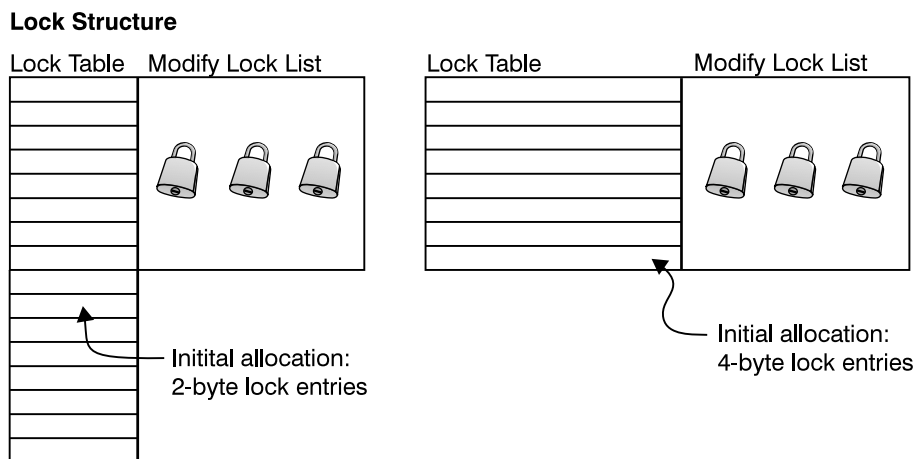 Lock Structure
Lock Table Modify Lock List
Lock Table Modify Lock List
Initital allocation:
2-byte lock entries
Initial allocation:
4-byte lock entries